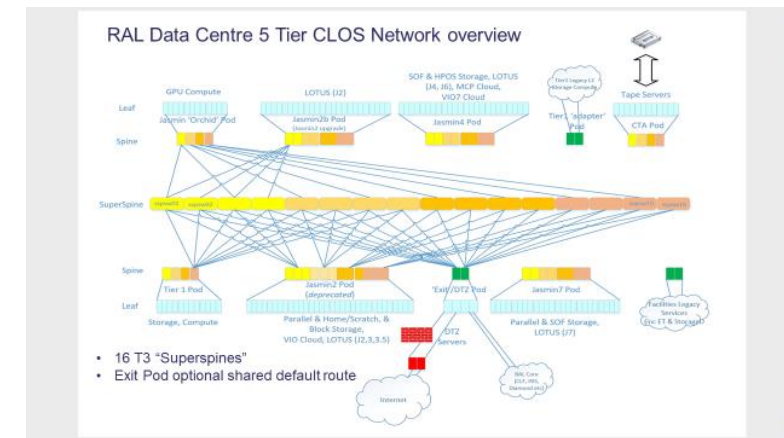 RAL Data Centre 5 Tier CLOS Network overview
GPU Compute
LOTUS (J2)
SOF & HPOS Storage, LOTUS
(J4, J6), MCP Cloud,
VIO7 Cloud
Tape Servers
Leaf
Jasmin 'Orchid' Pod
Jasmin2b Pod
(Jasmin2 upgrade)
Jasmin4 Pod
Tier1 'adapter'
Pod
CTA Pod
Spine
SuperSpine
Spine
Tier 1 Pod
Jasmin2 Pod
(deprecated)
'Exit'/DTZ Pod
Jasmin7 Pod
Leaf
Storage, Compute
Parallel & Home/Scratch, &
Block Storage,
VIO Cloud, LOTUS (J2,3,3.5)
DTZ
Servers
Parallel & SOF Storage,
LOTUS (J7)
Facilities Legacy
Services
Internet
• 16 T3 “Superspines”
• Exit Pod optional shared default route